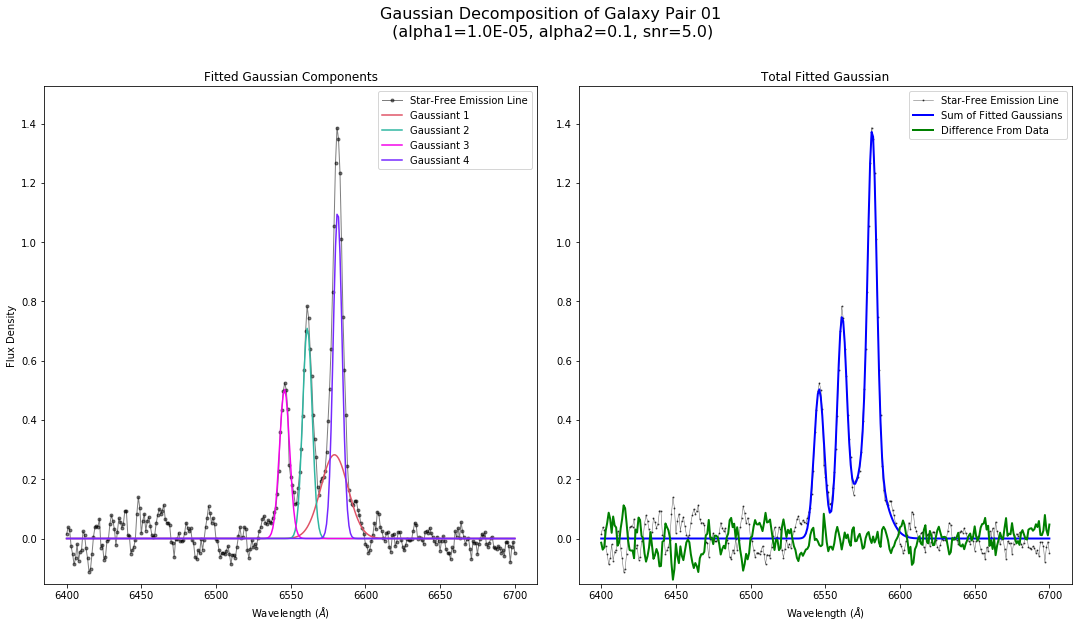 Gaussian Decomposition of Galaxy Pair 01
(alpha1=1.0E-05, alpha2=0.1, snr=5.0)
Fitted Gaussian Components
Flux Density
1.4
1.2
1.0
0.8
0.6
0.4
0.2
0.0
Star-Free Emission Line
Gaussiant 1
Gaussiant 2
Gaussiant 3
Gaussiant 4
6400
6450
6500
6550
6600
6650
6700
Wavelength (Å)
Total Fitted Gaussian
1.4
1.2
1.0
0.8
0.6
0.4
0.2
0.0
Star-Free Emission Line
Sum of Fitted Gaussians
Difference From Data
6400
6450
6500
6550
6600
6650
6700
Wavelength (Å)